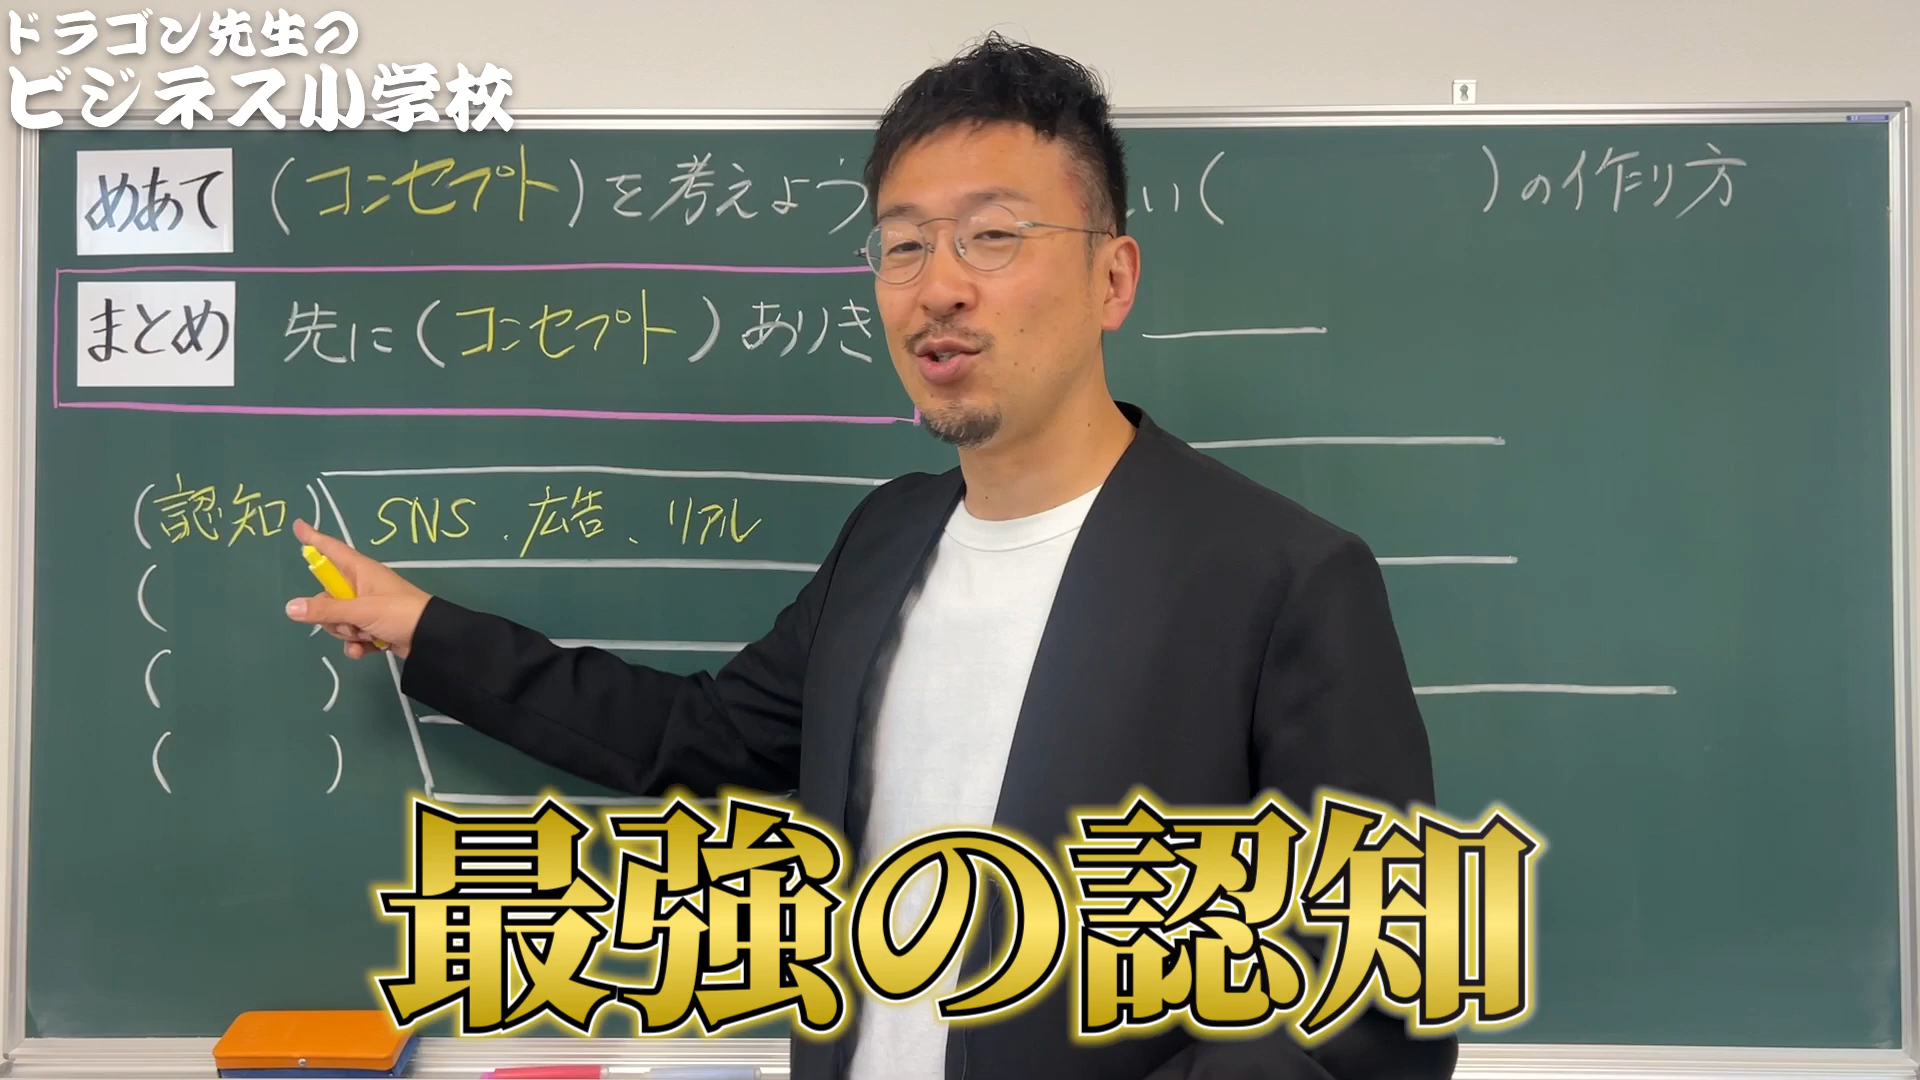 ドラゴン先生の
ビジネス小学校
めあて (コンセプト)を考えよう
い( )の作り方
まとめ 先に(コンセプト)ありき
(認知) SNS、広告、リアル
( )
( )
( )
最強の認知